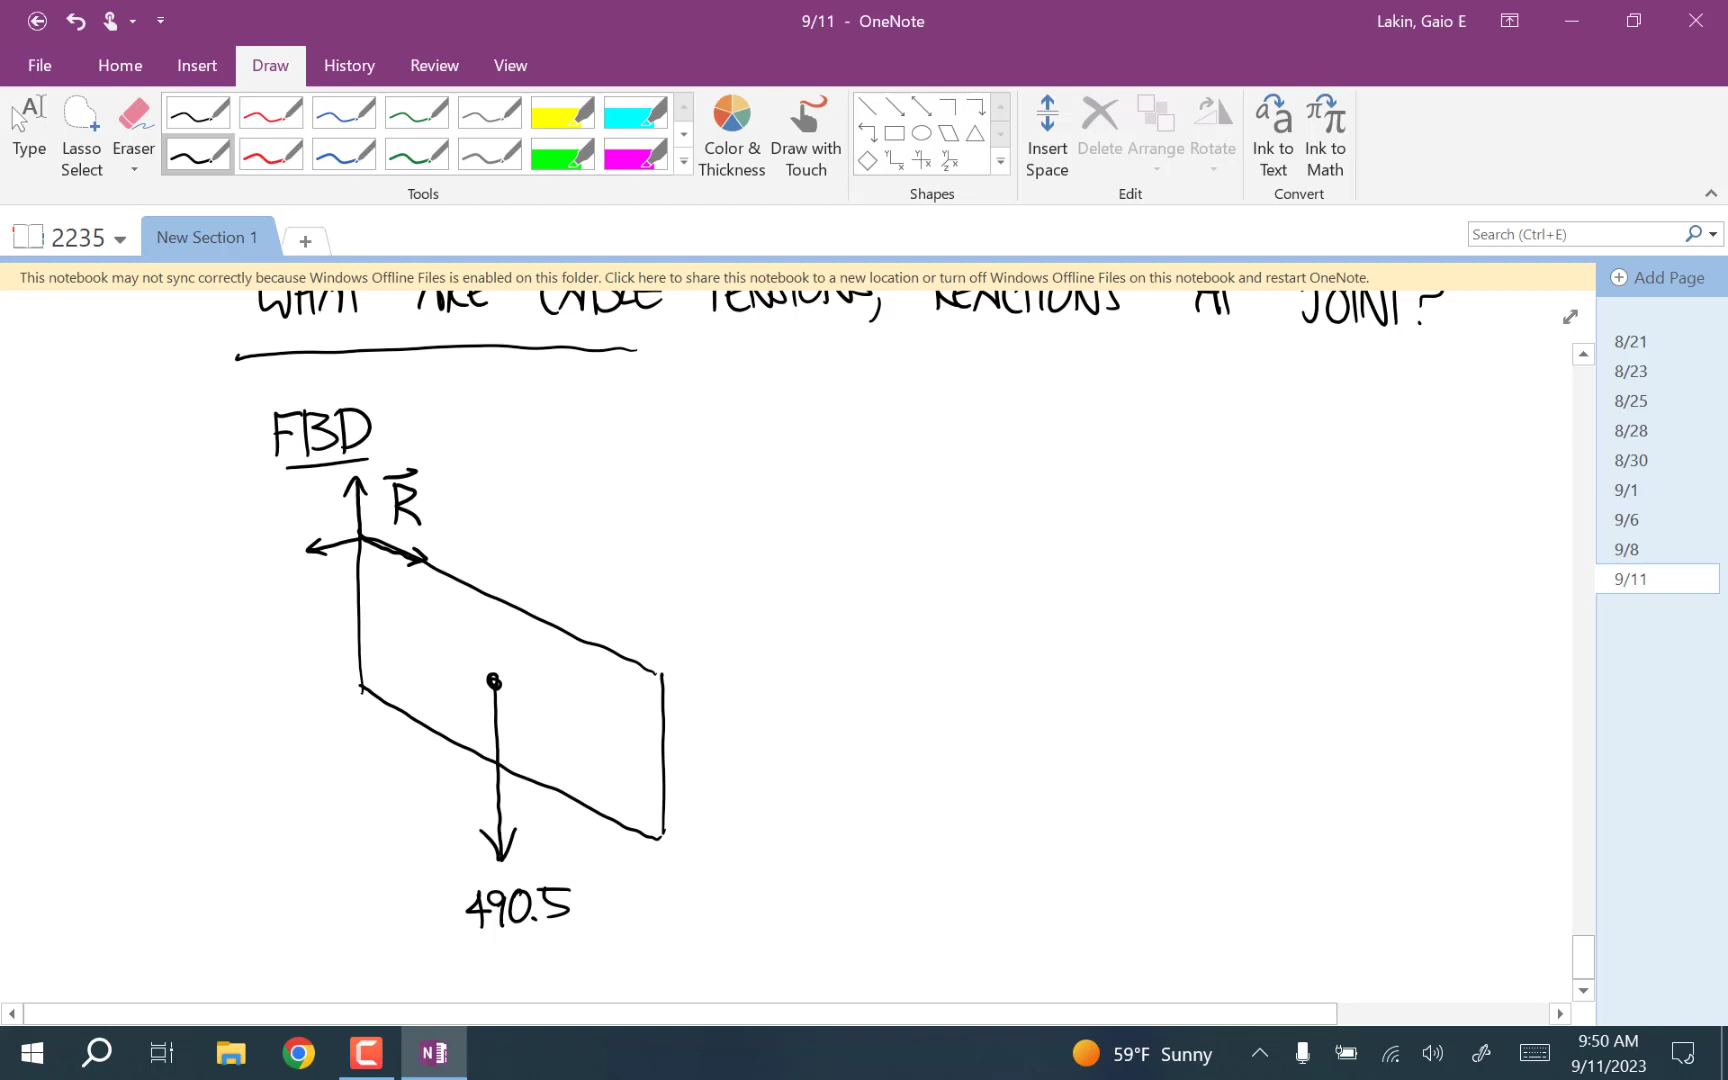 9/11 - OneNote
Lakin, Gaio E
File Home Insert Draw History Review View
Type
Lasso Select
Eraser
Color & Thickness
Draw with Touch
Insert Space
Delete
Arrange
Rotate
Ink to Text
Ink to Math
Tools
Shapes
Edit
Convert
2235
New Section 1
Search (Ctrl+E)
This notebook may not sync correctly because Windows Offline Files is enabled on this folder. Click here to share this notebook to a new location or turn off Windows Offline Files on this notebook and restart OneNote.
Add Page
WHAT ARE CABLE TENSIONS, REACTIONS AT JOINT?
8/21
8/23
8/25
8/28
8/30
9/1
9/6
9/8
9/11
FBD
R
490.5
59°F Sunny
9:50 AM
9/11/2023